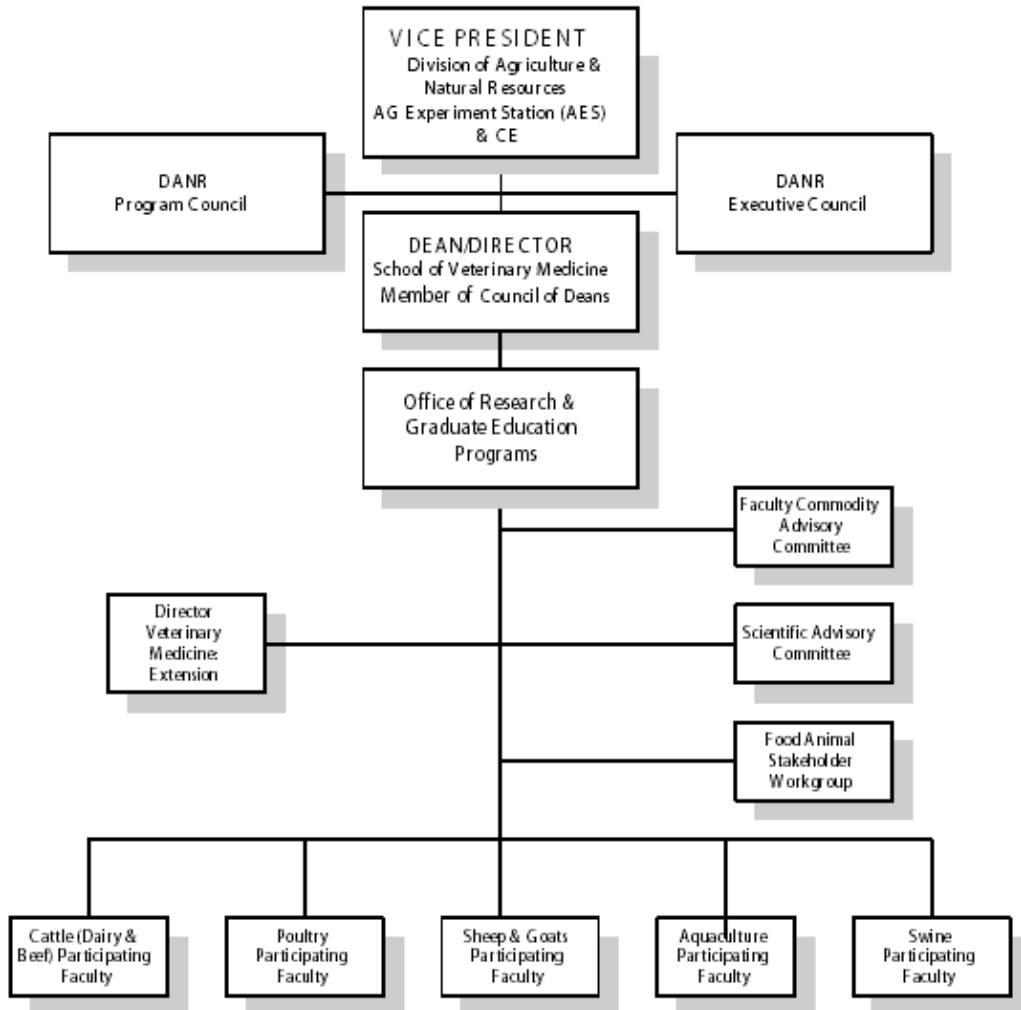 VICE PRESIDENT
Division of Agriculture &
Natural Resources
AG Experiment Station (AES)
& CE
DANR
Program Council
DANR
Executive Council
DEAN/DIRECTOR
School of Veterinary Medicine
Member of Council of Deans
Office of Research &
Graduate Education
Programs
Faculty Commodity
Advisory
Committee
Director
Veterinary
Medicine:
Extension
Scientific Advisory
Committee
Food Animal
Stakeholder
Workgroup
Cattle (Dairy &
Beef) Participating
Faculty
Poultry
Participating
Faculty
Sheep & Goats
Participating
Faculty
Aquaculture
Participating
Faculty
Swine
Participating
Faculty